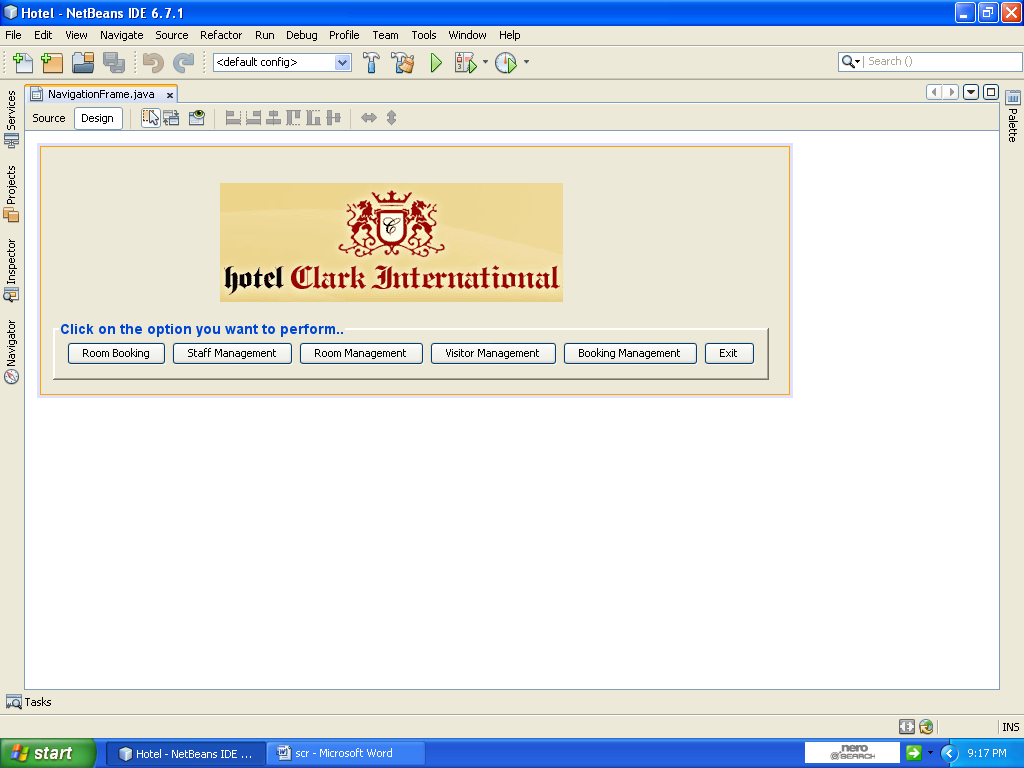 Hotel - NetBeans IDE 6.7.1
File Edit View Navigate Source Refactor Run Debug Profile Team Tools Window Help
<default config>
Search ()
NavigationFrame.java
Source Design
Services
Projects
Inspector
Navigator
Palette
C
hotel Clark International
Click on the option you want to perform..
Room Booking Staff Management Room Management Visitor Management Booking Management Exit
Tasks
INS
start
Hotel - NetBeans IDE ...
scr - Microsoft Word
nero
@SEARCH
9:17 PM